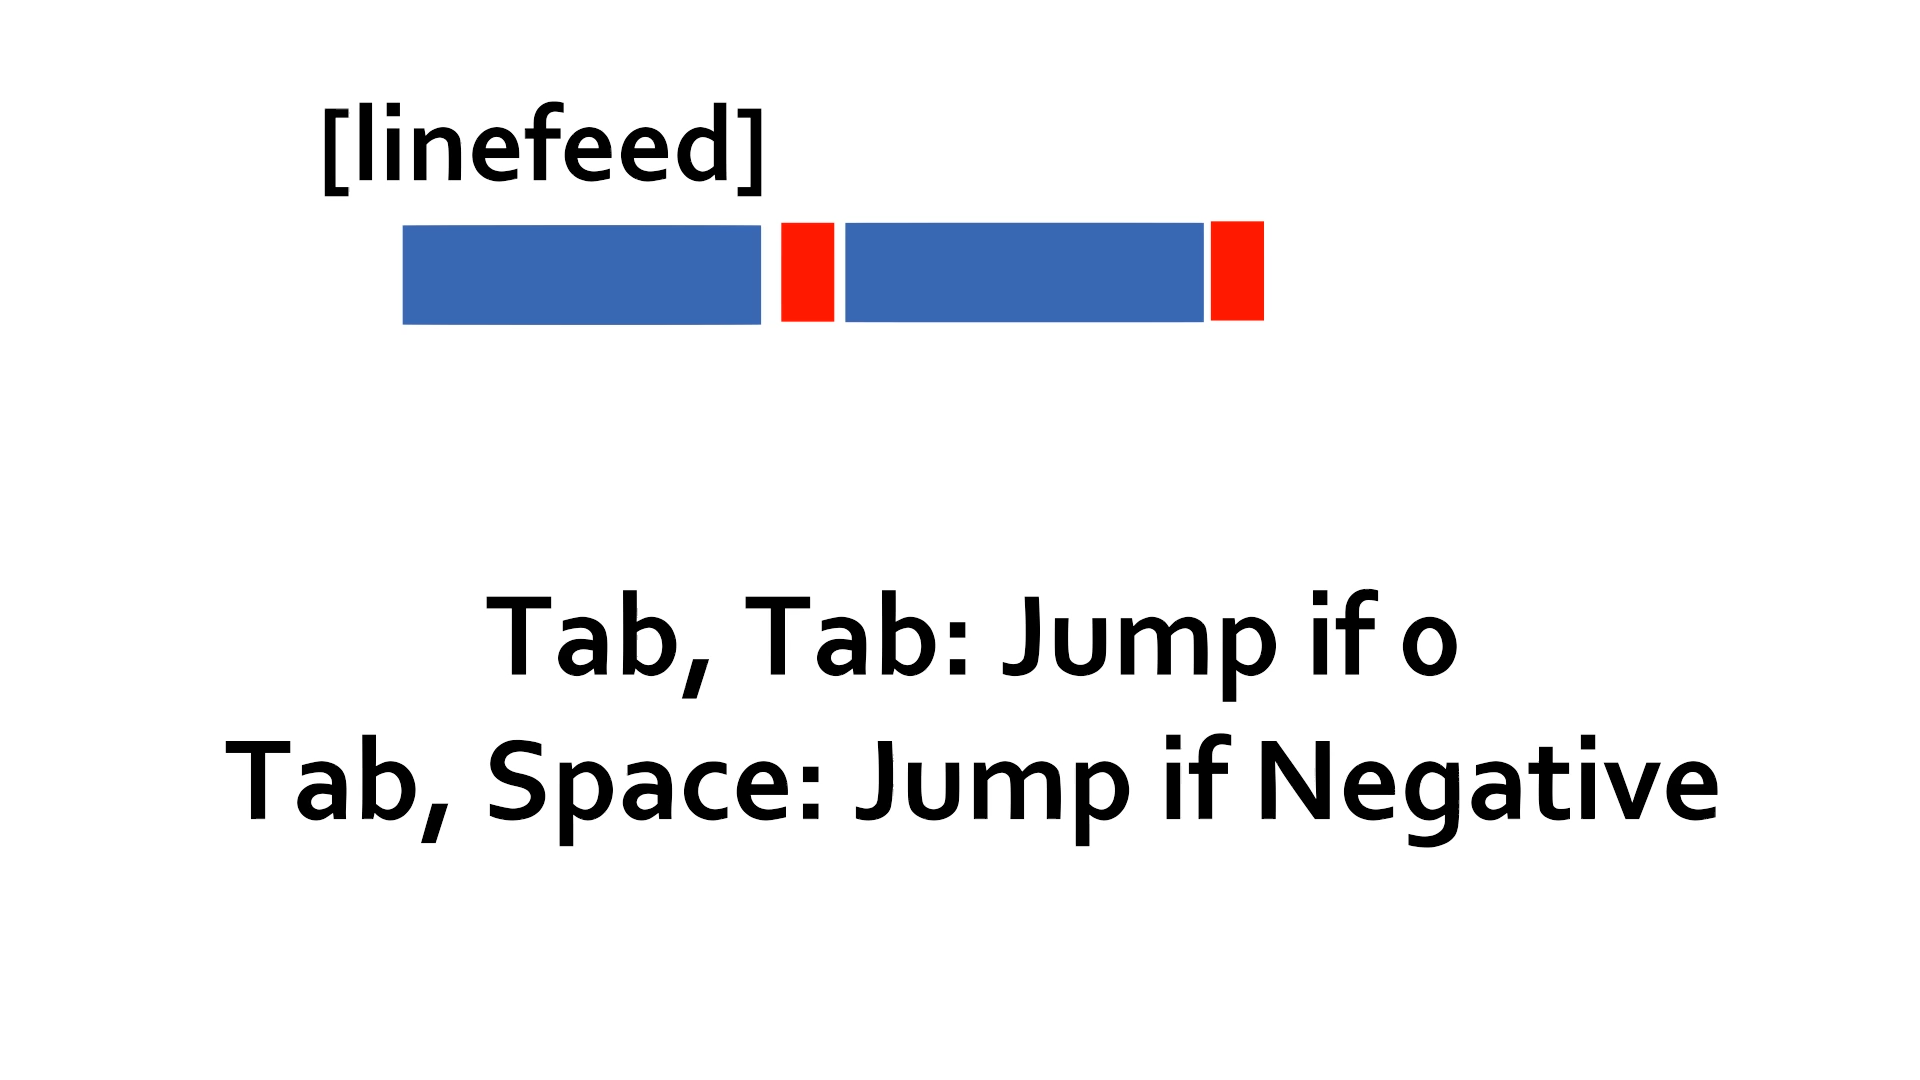 [linefeed]
Tab, Tab: Jump if 0
Tab, Space: Jump if Negative